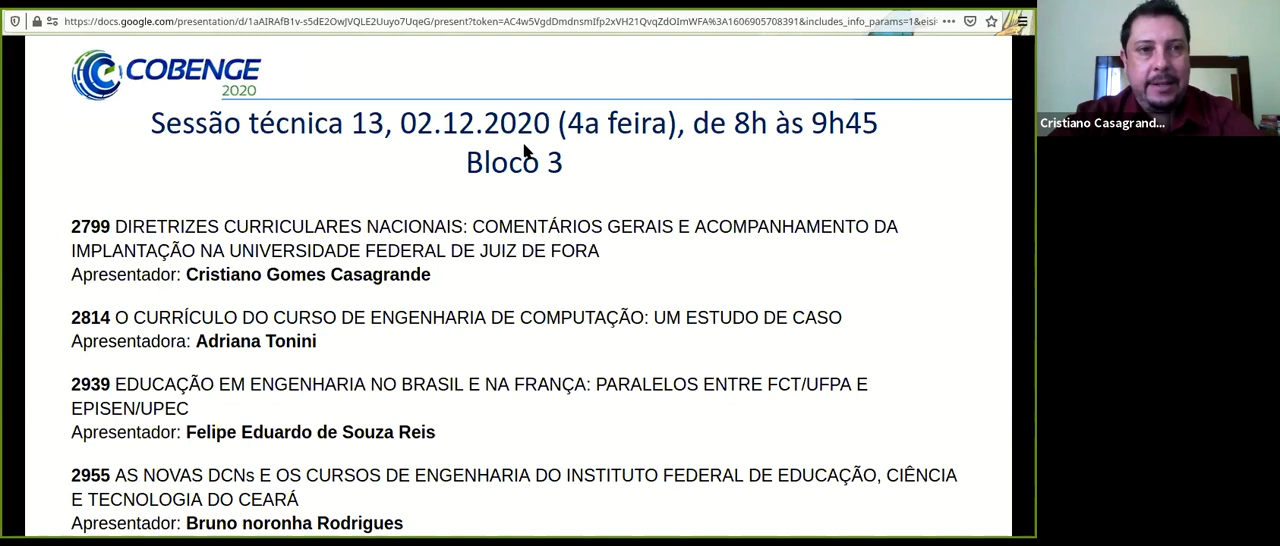 https://docs.google.com/presentation/d/1aAIRAfB1v-s5dE2OwJVQLE2Uuyo7UqeG/present?token=AC4w5VgdDmdnsmIfp2xVH21QvqZdOImWFA%3A1606905708391&includes_info_params=1&eisi
COBENGE
2020
Sessão técnica 13, 02.12.2020 (4a feira), de 8h às 9h45
Bloco 3
Cristiano Casagrand...
2799 DIRETRIZES CURRICULARES NACIONAIS: COMENTÁRIOS GERAIS E ACOMPANHAMENTO DA
IMPLANTAÇÃO NA UNIVERSIDADE FEDERAL DE JUIZ DE FORA
Apresentador: Cristiano Gomes Casagrande
2814 O CURRÍCULO DO CURSO DE ENGENHARIA DE COMPUTAÇÃO: UM ESTUDO DE CASO
Apresentadora: Adriana Tonini
2939 EDUCAÇÃO EM ENGENHARIA NO BRASIL E NA FRANÇA: PARALELOS ENTRE FCT/UFPA E
EPISEN/UPEC
Apresentador: Felipe Eduardo de Souza Reis
2955 AS NOVAS DCNs E OS CURSOS DE ENGENHARIA DO INSTITUTO FEDERAL DE EDUCAÇÃO, CIÊNCIA
E TECNOLOGIA DO CEARÁ
Apresentador: Bruno noronha Rodrigues